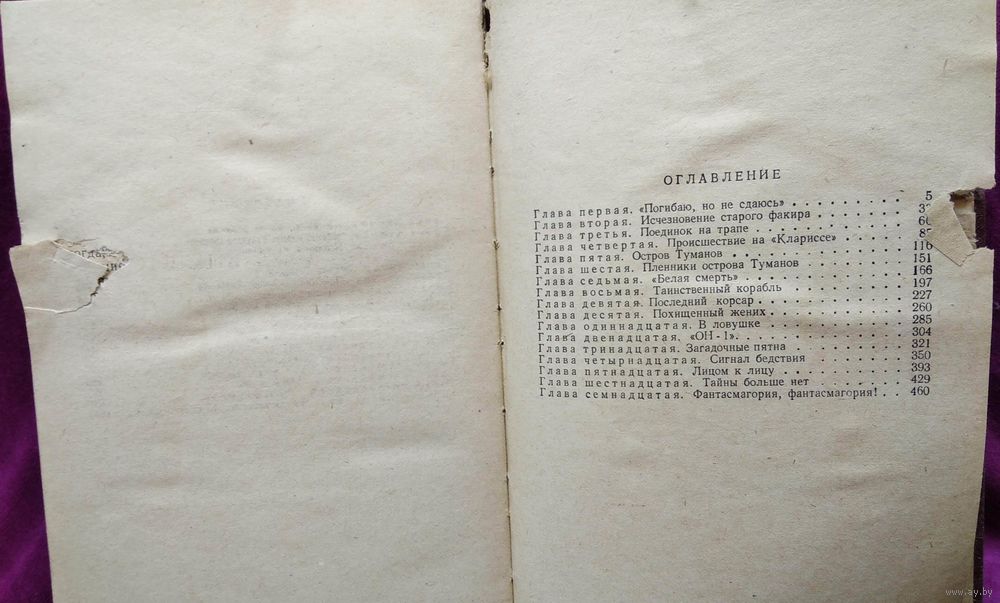 ОГЛАВЛЕНИЕ
Глава первая. «Погибаю, но не сдаюсь» . . . . . . . . 5
Глава вторая. Исчезновение старого факира . . . . .
Глава третья. Поединок на трапе . . . . . . . . . 66
Глава четвертая. Происшествие на «Клариссе» . . . .
Глава пятая. Остров Туманов . . . . . . . . . . 116
Глава шестая. Пленники острова Туманов . . . . . . 151
Глава седьмая. «Белая смерть» . . . . . . . . . . 166
Глава восьмая. Таинственный корабль . . . . . . . 197
Глава девятая. Последний корсар . . . . . . . . . 227
Глава десятая. Похищенный жених . . . . . . . . . 260
Глава одиннадцатая. В ловушке . . . . . . . . . . 285
Глава двенадцатая. «ОН-1». . . . . . . . . . . . 304
Глава тринадцатая. Загадочные пятна . . . . . . . 321
Глава четырнадцатая. Сигнал бедствия . . . . . . . 350
Глава пятнадцатая. Лицом к лицу . . . . . . . . . 393
Глава шестнадцатая. Тайны больше нет . . . . . . . 429
Глава семнадцатая. Фантасмагория, фантасмагория! . . 460
www.ay.by